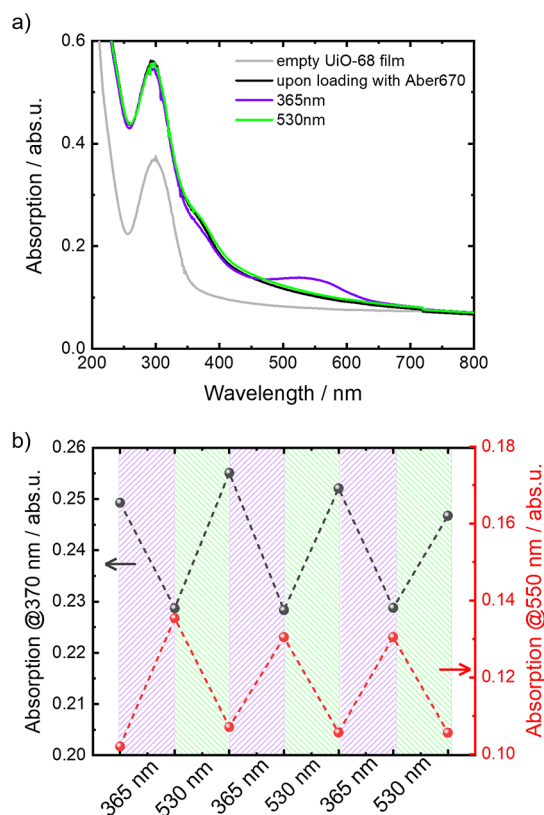 a)
0.6
0.4
0.2
0.0
Absorption / abs.u.
empty UiO-68 film
upon loading with Aber670
365nm
530nm
200 300 400 500 600 700 800
Wavelength / nm
b)
0.26
0.25
0.24
0.23
0.22
0.21
0.20
Absorption @370 nm / abs.u.
0.18
0.16
0.14
0.12
0.10
Absorption @550 nm / abs.u.
365 nm
530 nm
365 nm
530 nm
365 nm
530 nm